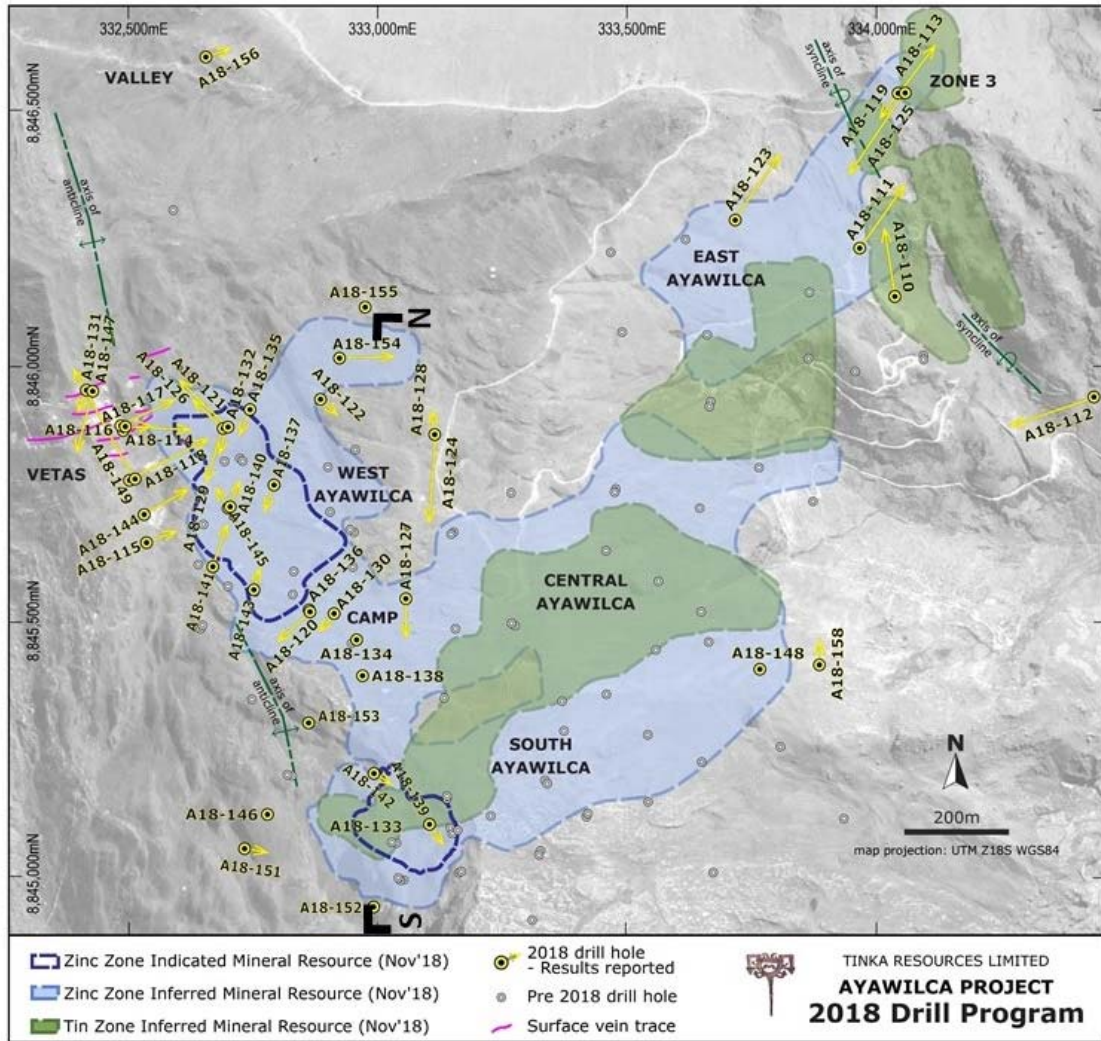 332,500mE
333,000mE
333,500mE
334,000mE
8,846,500mN
8,846,000mN
8,845,500mN
8,845,000mN
VALLEY
A18-156
axis of
anticline
axis of
syncline
A18-113
ZONE 3
A18-119
A18-125
A18-123
A18-111
A18-110
EAST
AYAWILCA
axis of
syncline
A18-112
A18-155
N
A18-154
A18-122
A18-128
A18-124
A18-131
A18-147
A18-126
A18-121
A18-132
A18-135
A18-117
A18-116
A18-114
VETAS
A18-118
A18-149
A18-137
A18-140
WEST
AYAWILCA
A18-129
A18-144
A18-115
A18-145
A18-127
A18-141
A18-143
A18-136
A18-130
A18-120
CAMP
A18-134
A18-138
CENTRAL
AYAWILCA
axis of
anticline
A18-153
A18-148
A18-158
SOUTH
AYAWILCA
A18-142
A18-139
A18-133
A18-146
A18-151
A18-152
S
N
200m
map projection: UTM Z18S WGS84
Zinc Zone Indicated Mineral Resource (Nov'18)
Zinc Zone Inferred Mineral Resource (Nov'18)
Tin Zone Inferred Mineral Resource (Nov'18)
2018 drill hole
- Results reported
Pre 2018 drill hole
Surface vein trace
TINKA RESOURCES LIMITED
AYAWILCA PROJECT
2018 Drill Program